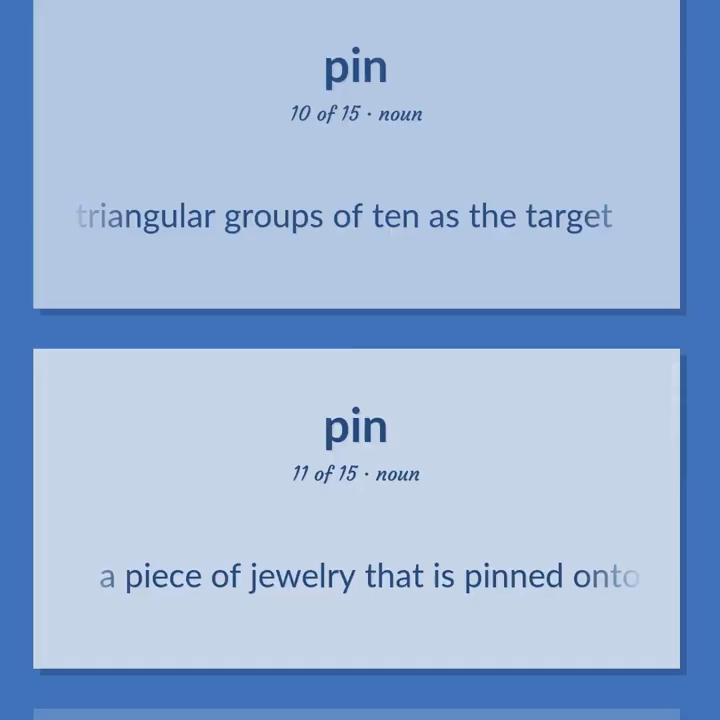 pin
10 of 15 · noun
triangular groups of ten as the target
pin
11 of 15 · noun
a piece of jewelry that is pinned onto